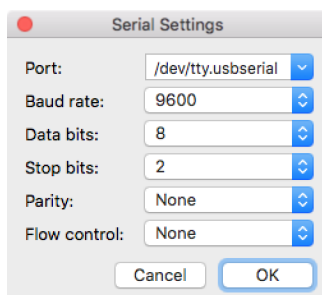 Serial Settings
Port: /dev/tty.usbserial
Baud rate: 9600
Data bits: 8
Stop bits: 2
Parity: None
Flow control: None
Cancel OK